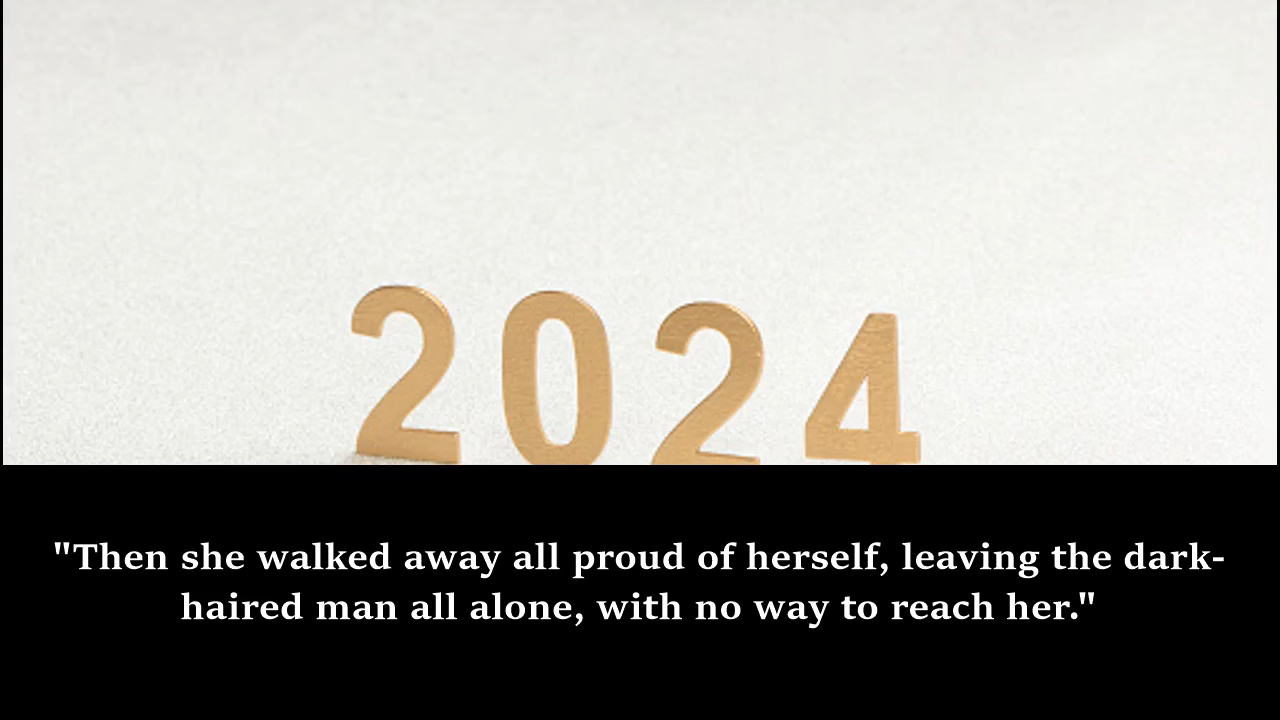 2024
"Then she walked away all proud of herself, leaving the dark-
haired man all alone, with no way to reach her."